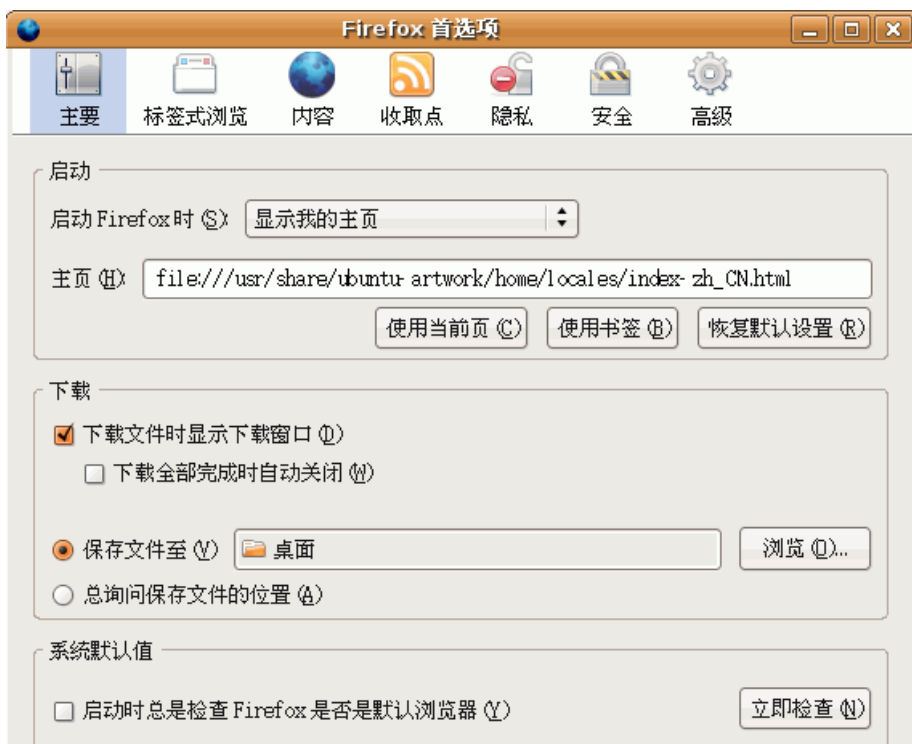 Firefox 首选项
主要 标签式浏览 内容 收取点 隐私 安全 高级
启动
启动 Firefox 时 (S): 显示我的主页
主页 (H): file:///usr/share/ubuntu-artwork/home/locales/index-zh_CN.html
使用当前页 (C) 使用书签 (B) 恢复默认设置 (R)
下载
下载文件时显示下载窗口 (D)
下载全部完成时自动关闭 (W)
保存文件至 (V) 桌面 浏览 (O)...
总询问保存文件的位置 (A)
系统默认值
启动时总是检查 Firefox 是否是默认浏览器 (Y) 立即检查 (N)